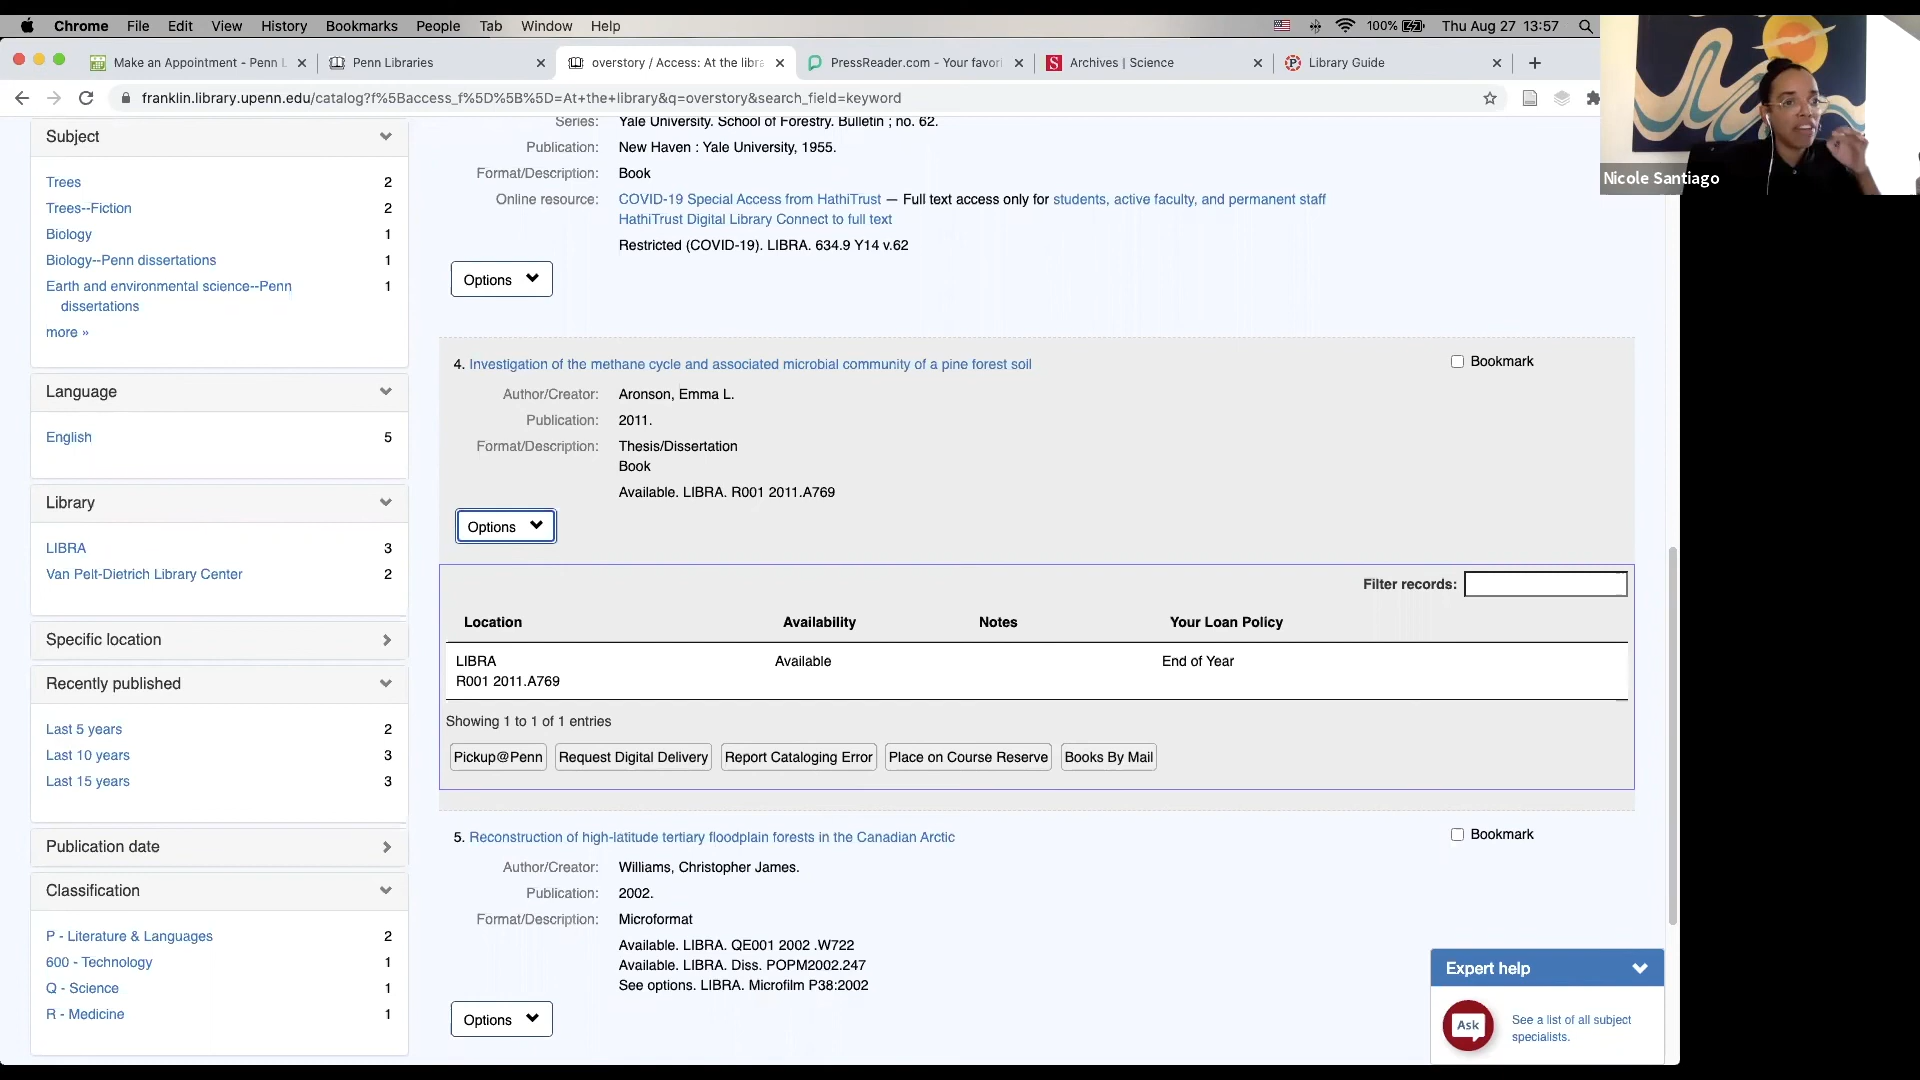 Chrome File Edit View History Bookmarks People Tab Window Help
100% Thu Aug 27 13:57
Make an Appointment - Penn L
Penn Libraries
overstory / Access: At the libra
PressReader.com - Your favor
S Archives | Science
Library Guide
franklin.library.upenn.edu/catalog?f%5Baccess_f%5D%5B%5D=At+the+library&q=overstory&search_field=keyword
Nicole Santiago
Subject
Trees 2
Trees--Fiction 2
Biology 1
Biology--Penn dissertations 1
Earth and environmental science--Penn 1
dissertations
more »
Language
English 5
Library
LIBRA 3
Van Pelt-Dietrich Library Center 2
Specific location
Recently published
Last 5 years 2
Last 10 years 3
Last 15 years 3
Publication date
Classification
P - Literature & Languages 2
600 - Technology 1
Q - Science 1
R - Medicine 1
Series: Yale University. School of Forestry. Bulletin ; no. 62.
Publication: New Haven : Yale University, 1955.
Format/Description: Book
Online resource: COVID-19 Special Access from HathiTrust — Full text access only for students, active faculty, and permanent staff
HathiTrust Digital Library Connect to full text
Restricted (COVID-19). LIBRA. 634.9 Y14 v.62
Options
4. Investigation of the methane cycle and associated microbial community of a pine forest soil
Bookmark
Author/Creator: Aronson, Emma L.
Publication: 2011.
Format/Description: Thesis/Dissertation
Book
Available. LIBRA. R001 2011.A769
Options
Filter records:
Location Availability Notes Your Loan Policy
LIBRA Available End of Year
R001 2011.A769
Showing 1 to 1 of 1 entries
Pickup@Penn Request Digital Delivery Report Cataloging Error Place on Course Reserve Books By Mail
5. Reconstruction of high-latitude tertiary floodplain forests in the Canadian Arctic
Bookmark
Author/Creator: Williams, Christopher James.
Publication: 2002.
Format/Description: Microformat
Available. LIBRA. QE001 2002 .W722
Available. LIBRA. Diss. POPM2002.247
See options. LIBRA. Microfilm P38:2002
Options
Expert help
Ask
See a list of all subject
specialists.